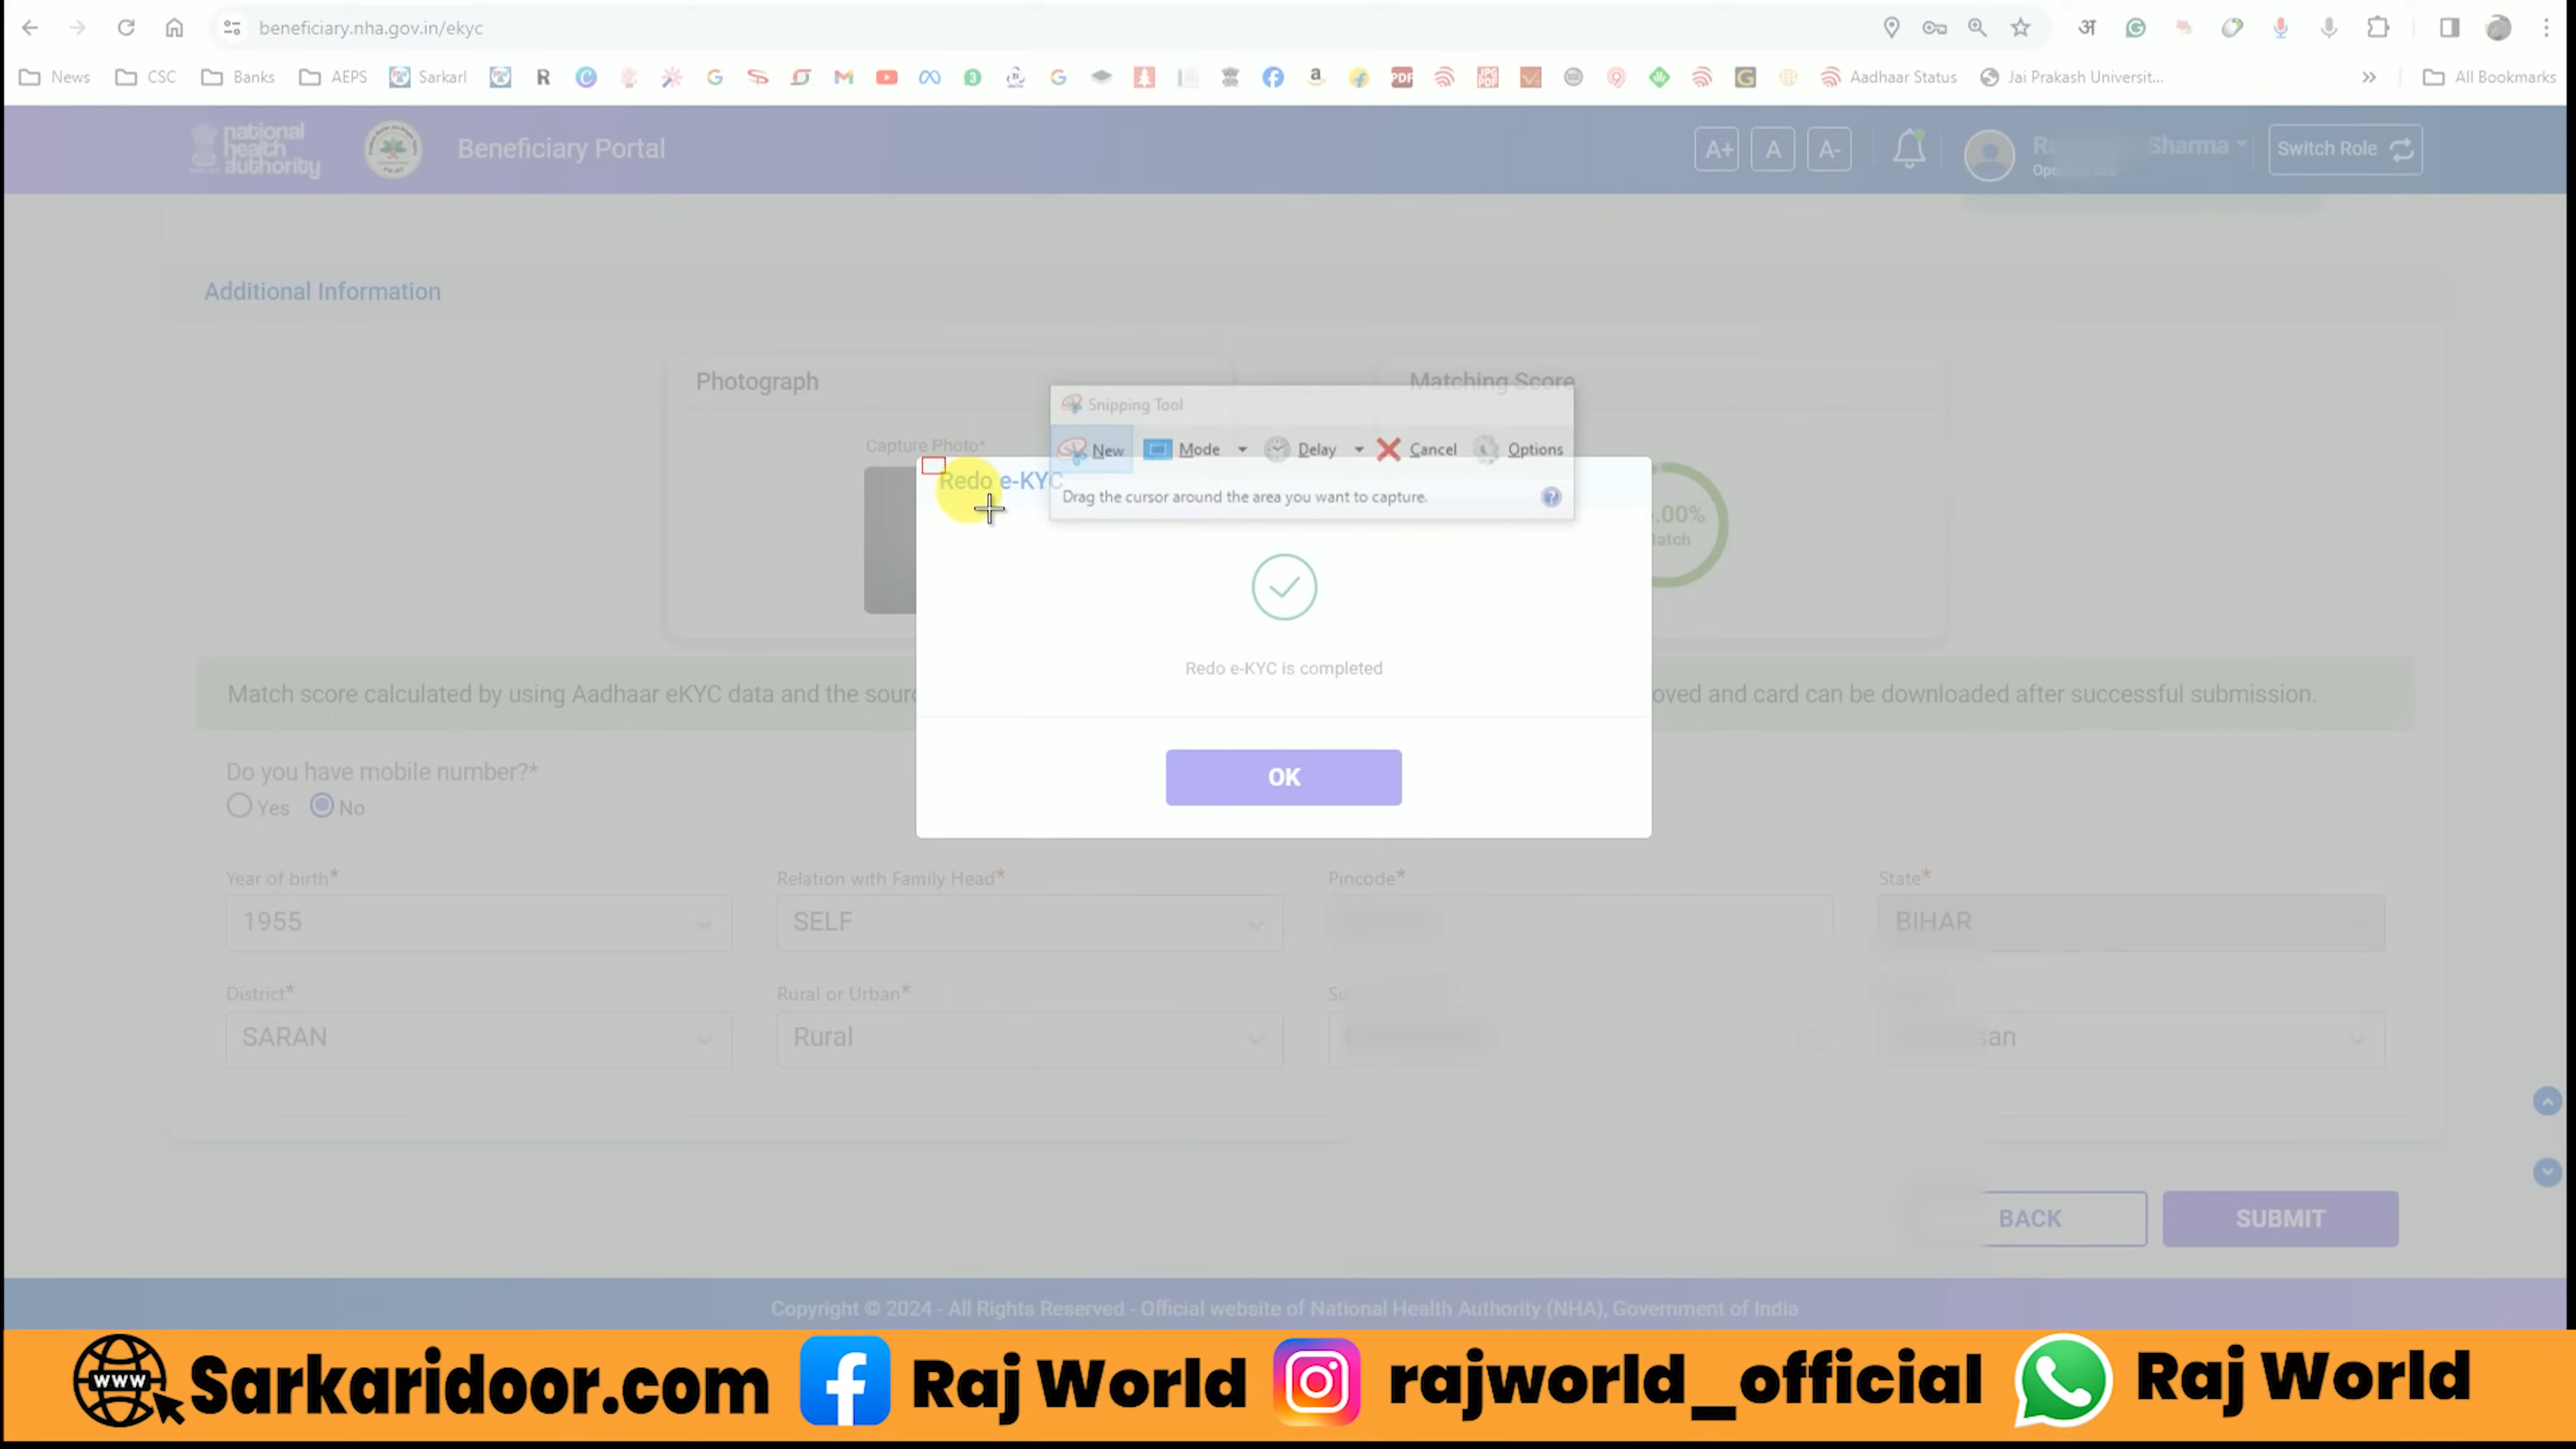 beneficiary.nha.gov.in/ekyc
अ
News CSC Banks AEPS Sarkarl R Aadhaar Status Jai Prakash Universit... All Bookmarks
national
health
authority
Beneficiary Portal
A+ A A-
Sharma
Switch Role
Additional Information
Photograph
Matching Score
Snipping Tool
Capture Photo*
New Mode Delay Cancel Options
Redo e-KYC
Drag the cursor around the area you want to capture.
.00%
Redo e-KYC is completed
Match score calculated by using Aadhaar eKYC data and the
and card can be downloaded after successful submission.
OK
Do you have mobile number?*
Yes No
Year of birth* Relation with Family Head* Pincode* State*
1955 SELF BIHAR
District* Rural or Urban*
SARAN Rural
BACK SUBMIT
Copyright © 2024 - All Rights Reserved - Official website of National Health Authority (NHA), Government of India
www Sarkaridoor.com Raj World rajworld_official Raj World